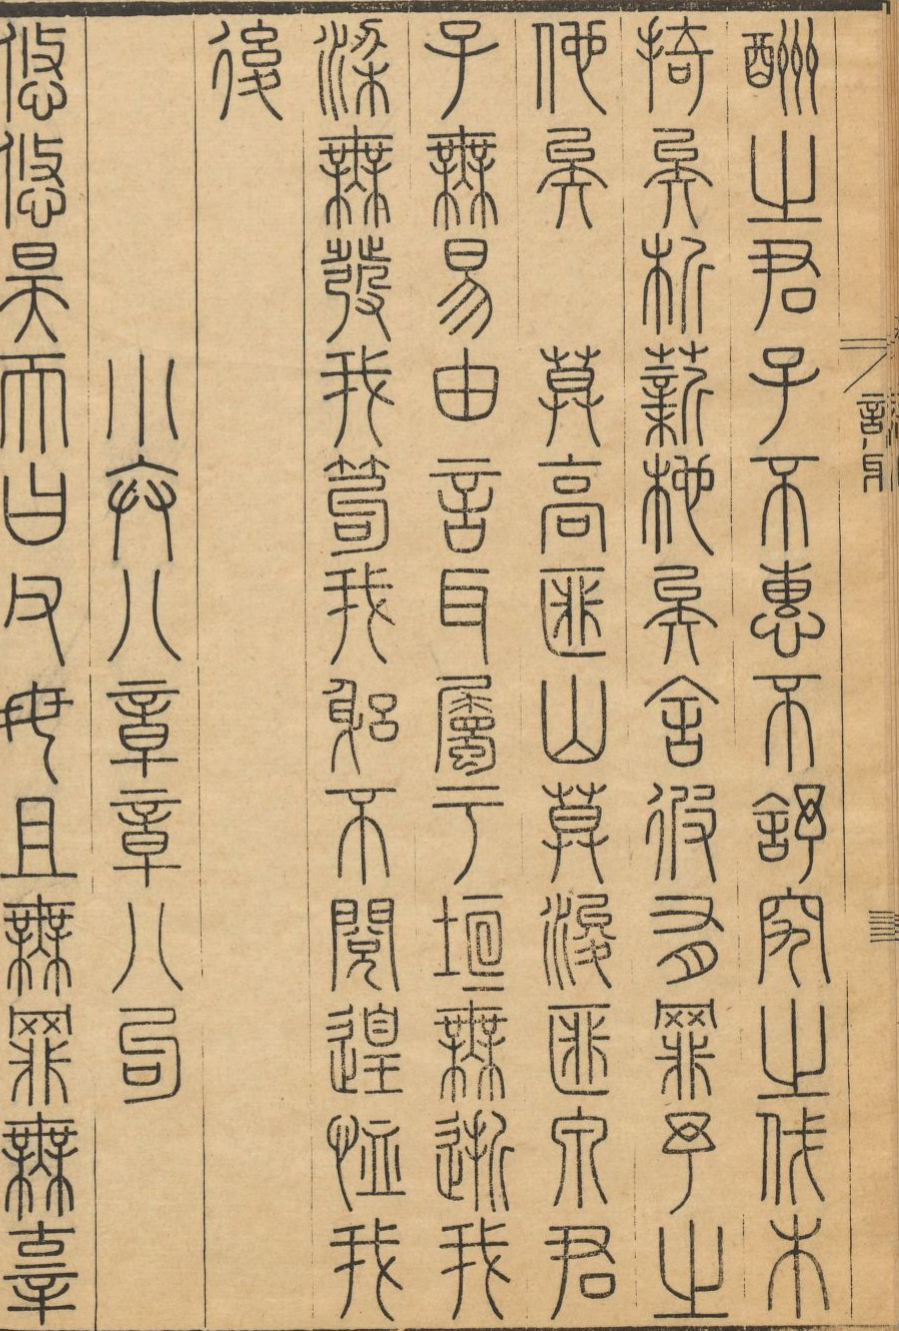 酬之君子不惠不舒究之伐木
掎矣析薪杝矣舍彼有罪予之
佗矣　莫高匪山莫浚匪泉君
子無易由言耳屬于垣無逝我
梁無發我笱我躬不閱遑恤我
後
小弁八章章八句
悠悠昊天曰父母且無罪無辜